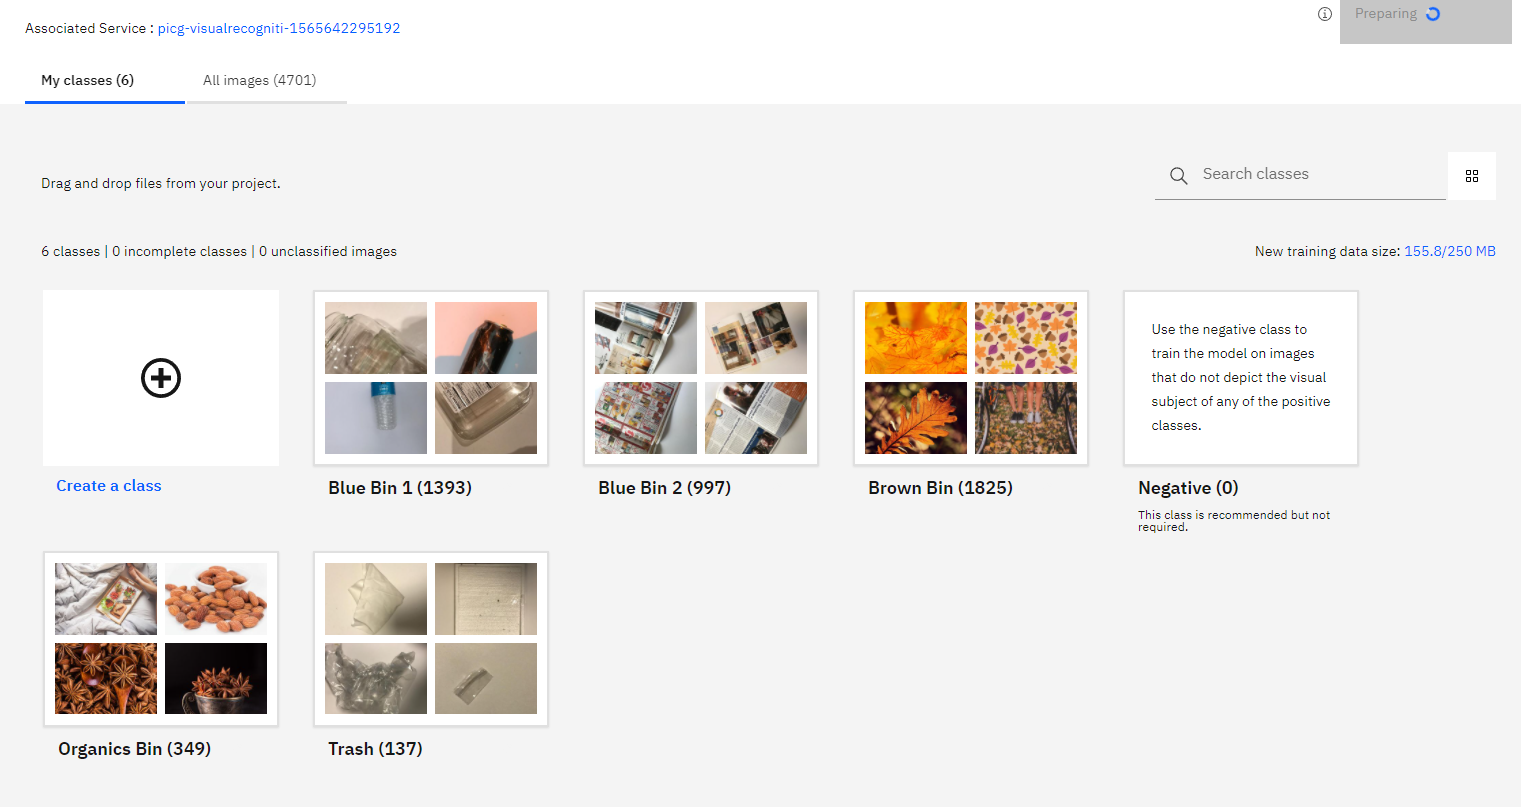 Associated Service : picg-visualrecogniti-1565642295192
Preparing
My classes (6)
All images (4701)
Drag and drop files from your project.
Search classes
6 classes | 0 incomplete classes | 0 unclassified images
New training data size: 155.8/250 MB
Create a class
Blue Bin 1 (1393)
Blue Bin 2 (997)
Brown Bin (1825)
Use the negative class to
train the model on images
that do not depict the visual
subject of any of the positive
classes.
Negative (0)
This class is recommended but not
required.
Organics Bin (349)
Trash (137)